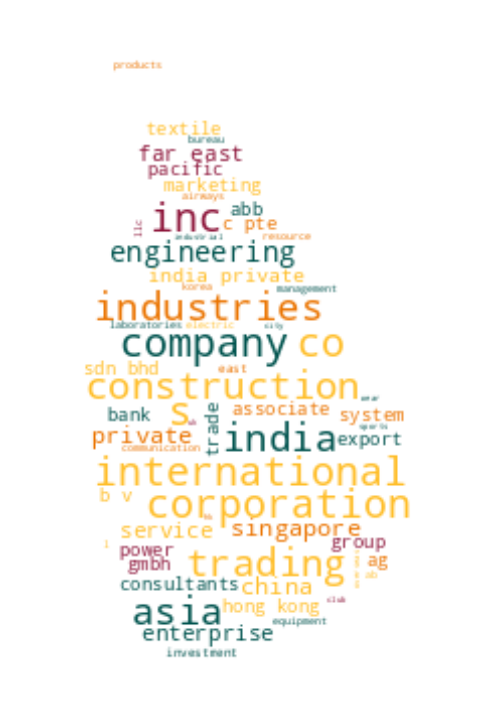 products
textile
bureau
far east
pacific
marketing
airways
inc abb
llc c pte
industrial resource
engineering
india private
korea management
industries
laboratories electric city
company co
sdn bhd east
construction
s associate
bank trade system
private india export
communication
international
b v corporation
service singapore
power group
gmbh trading ag
ab
consultants china
club
asia hong kong
equipment
enterprise
investment